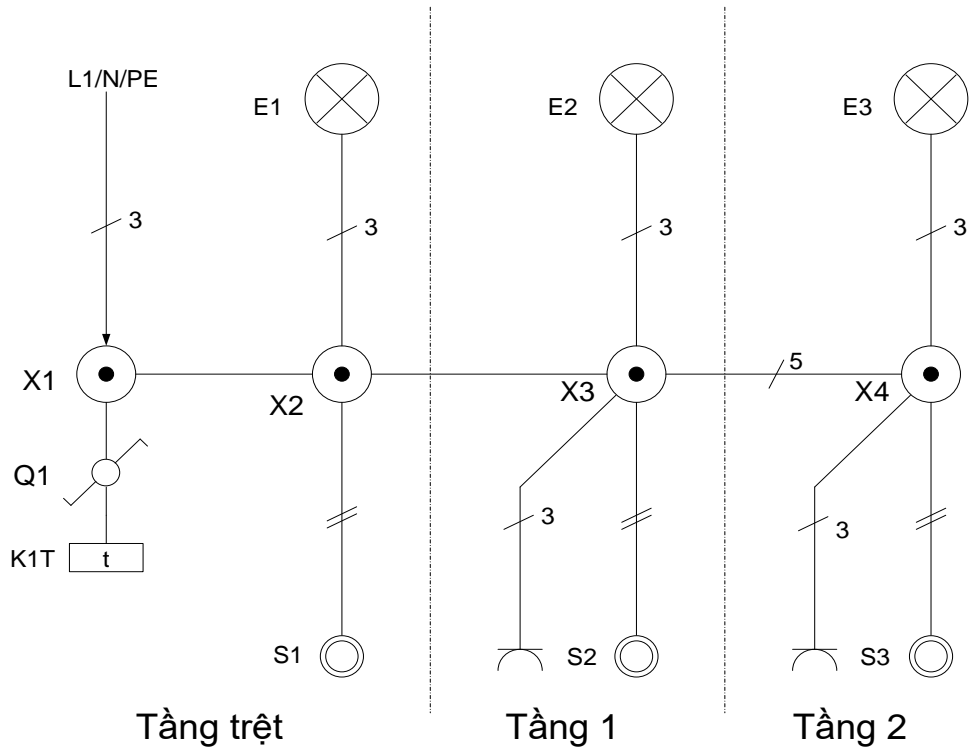 L1/N/PE
E1
E2
E3
3
3
3
3
X1
X2
X3
5
X4
Q1
K1T
t
3
3
S1
S2
S3
Tầng trệt
Tầng 1
Tầng 2